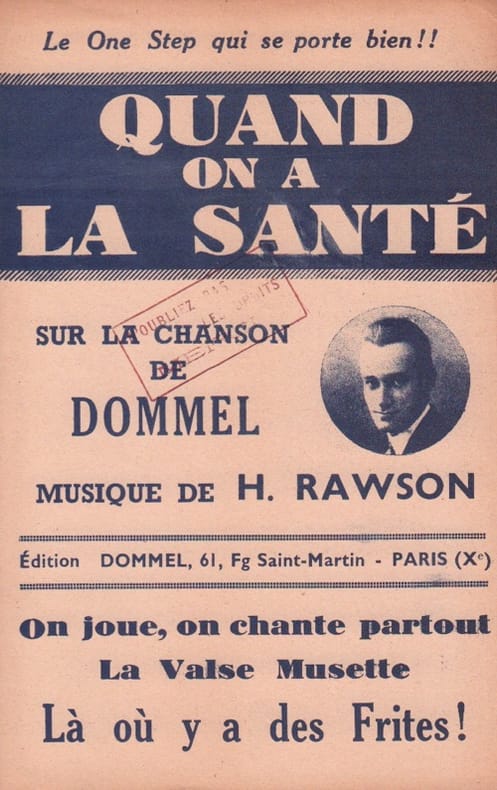 Le One Step qui se porte bien!!
QUAND
ON A
LA SANTÉ
SUR LA CHANSON
DE
DOMMEL
MUSIQUE DE H. RAWSON
Édition DOMMEL, 61, Fg Saint-Martin - PARIS (Xᵉ)
On joue, on chante partout
La Valse Musette
Là où y a des Frites!